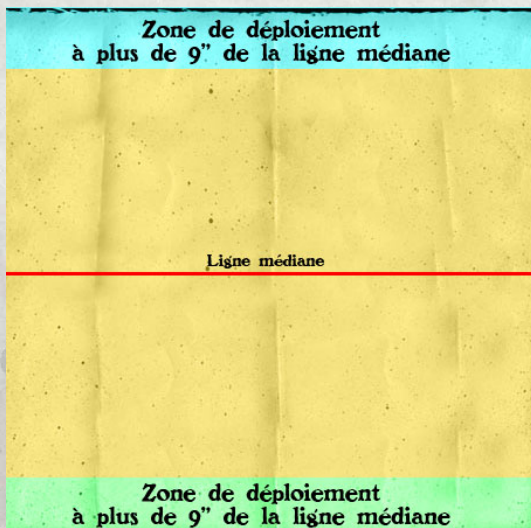 Zone de déploiement
à plus de 9" de la ligne médiane
Ligne médiane
Zone de déploiement
à plus de 9" de la ligne médiane